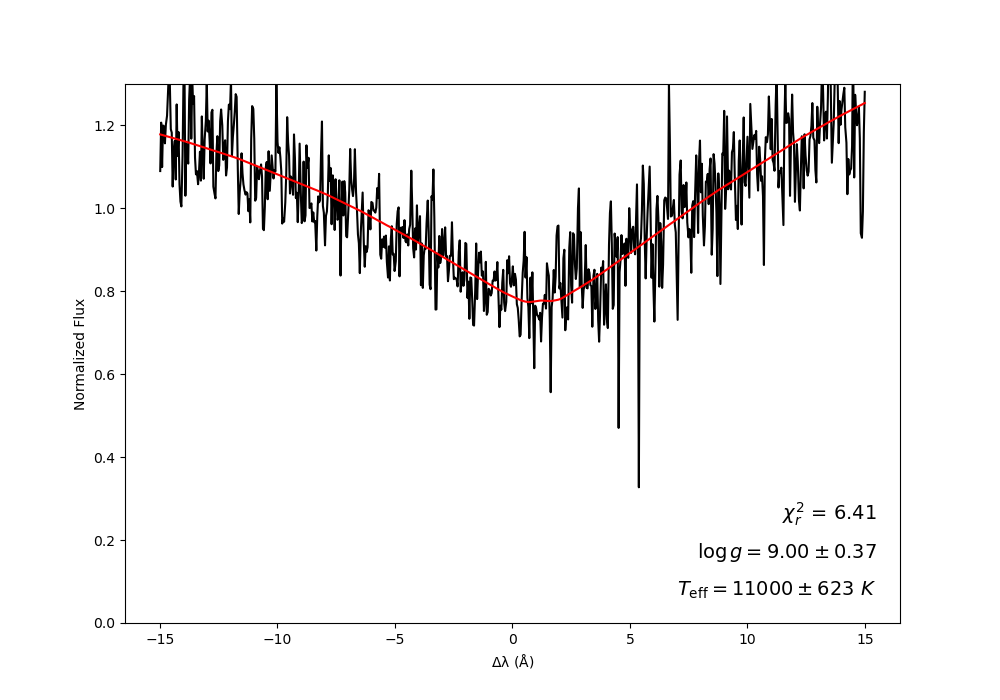 1.2
1.0
0.8
0.6
0.4
0.2
0.0
Normalized Flux
χ²ᵣ = 6.41
log g = 9.00 ± 0.37
T_eff = 11000 ± 623 K
−15
−10
−5
0
5
10
15
Δλ (Å)